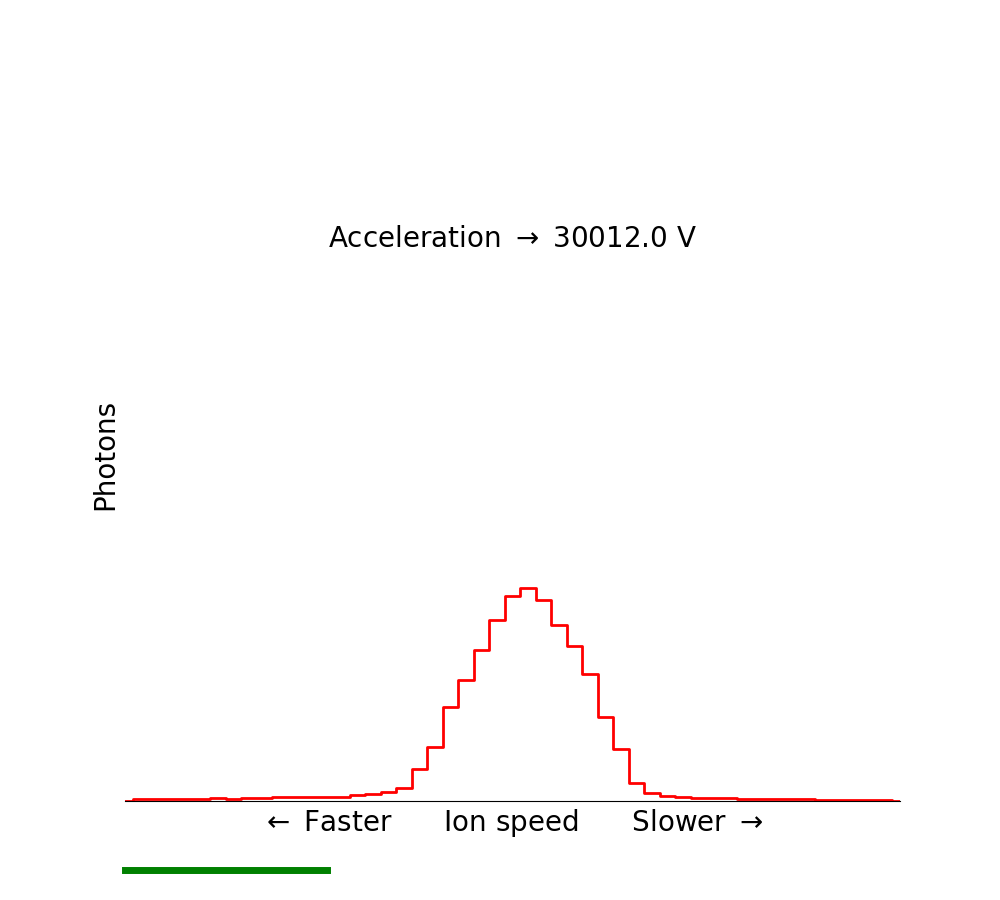 Acceleration → 30012.0 V
Photons
← Faster Ion speed Slower →